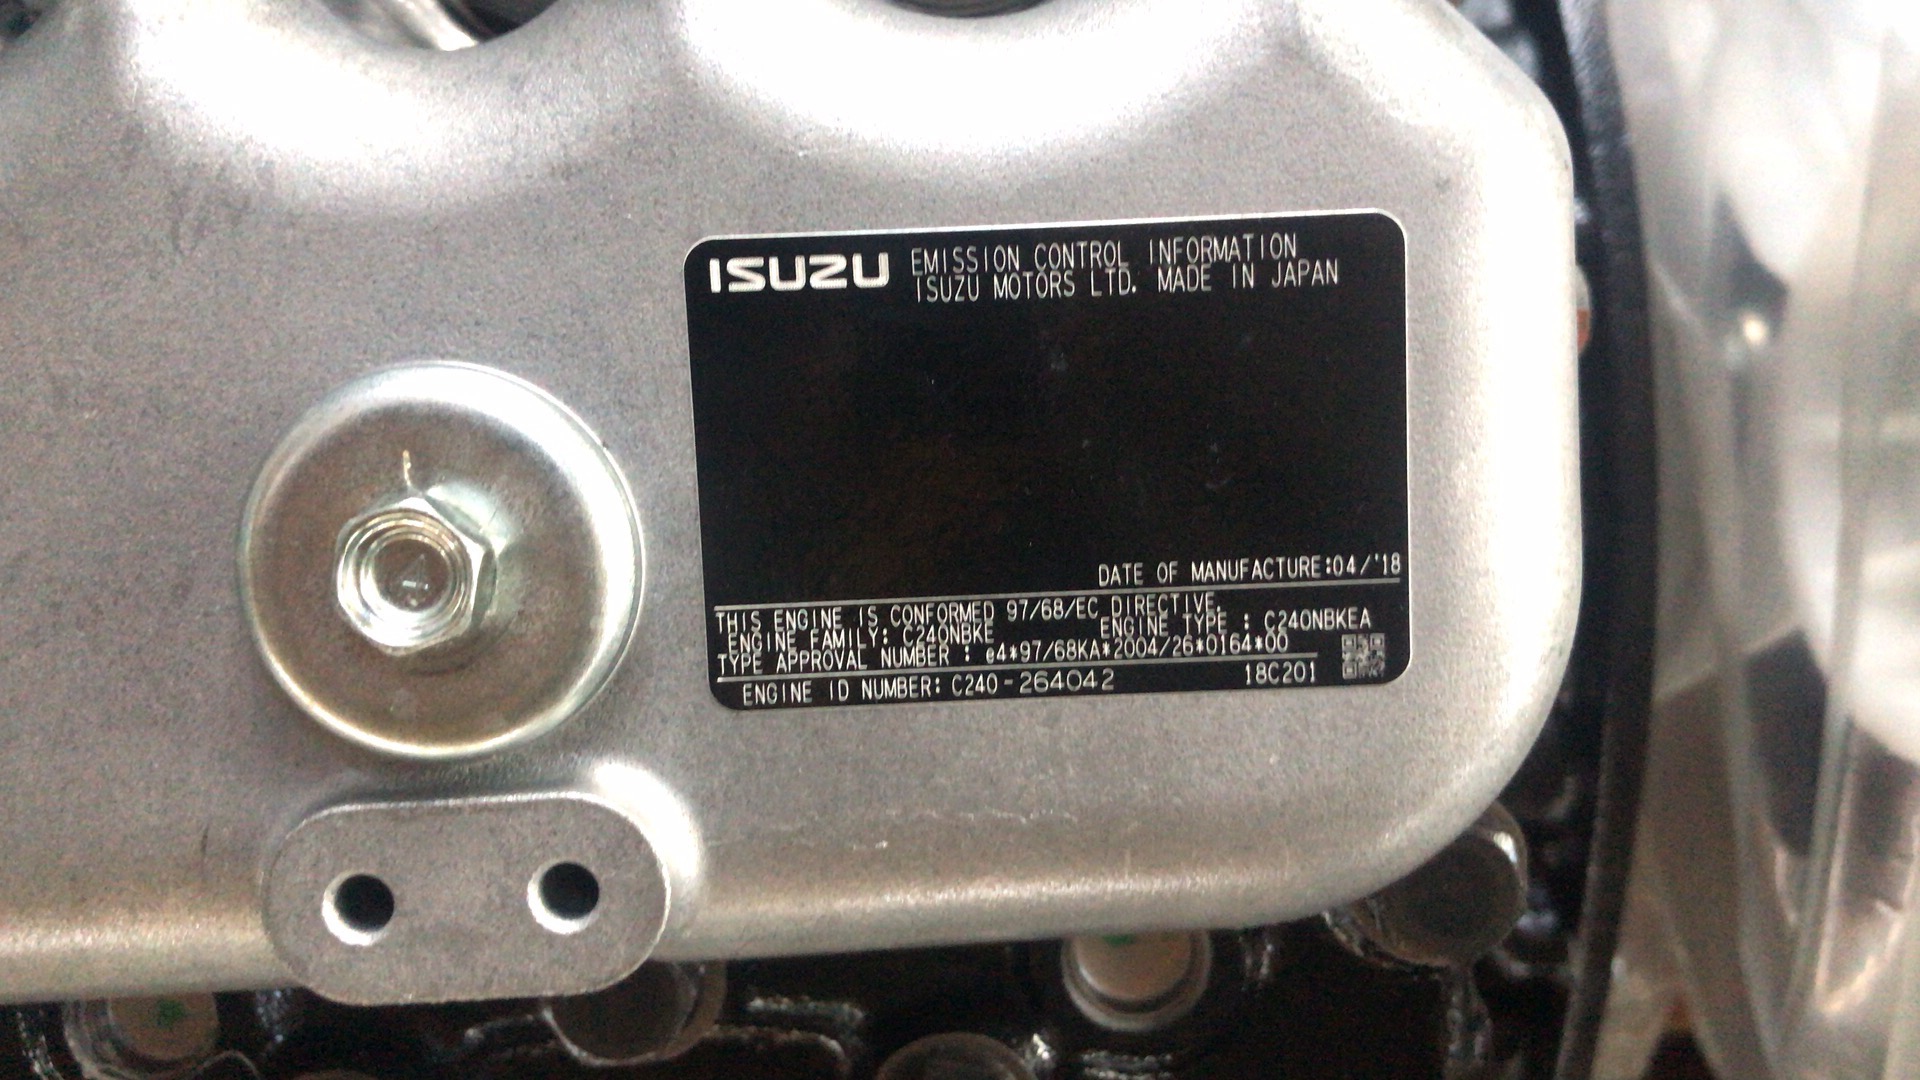 ISUZU EMISSION CONTROL INFORMATION
ISUZU MOTORS LTD. MADE IN JAPAN
DATE OF MANUFACTURE:04/'18
THIS ENGINE IS CONFORMED 97/68/EC DIRECTIVE.
ENGINE FAMILY: C240NBKE ENGINE TYPE : C240NBKEA
TYPE APPROVAL NUMBER : e4*97/68KA*2004/26*0164*00
ENGINE ID NUMBER: C240-264042 18C201